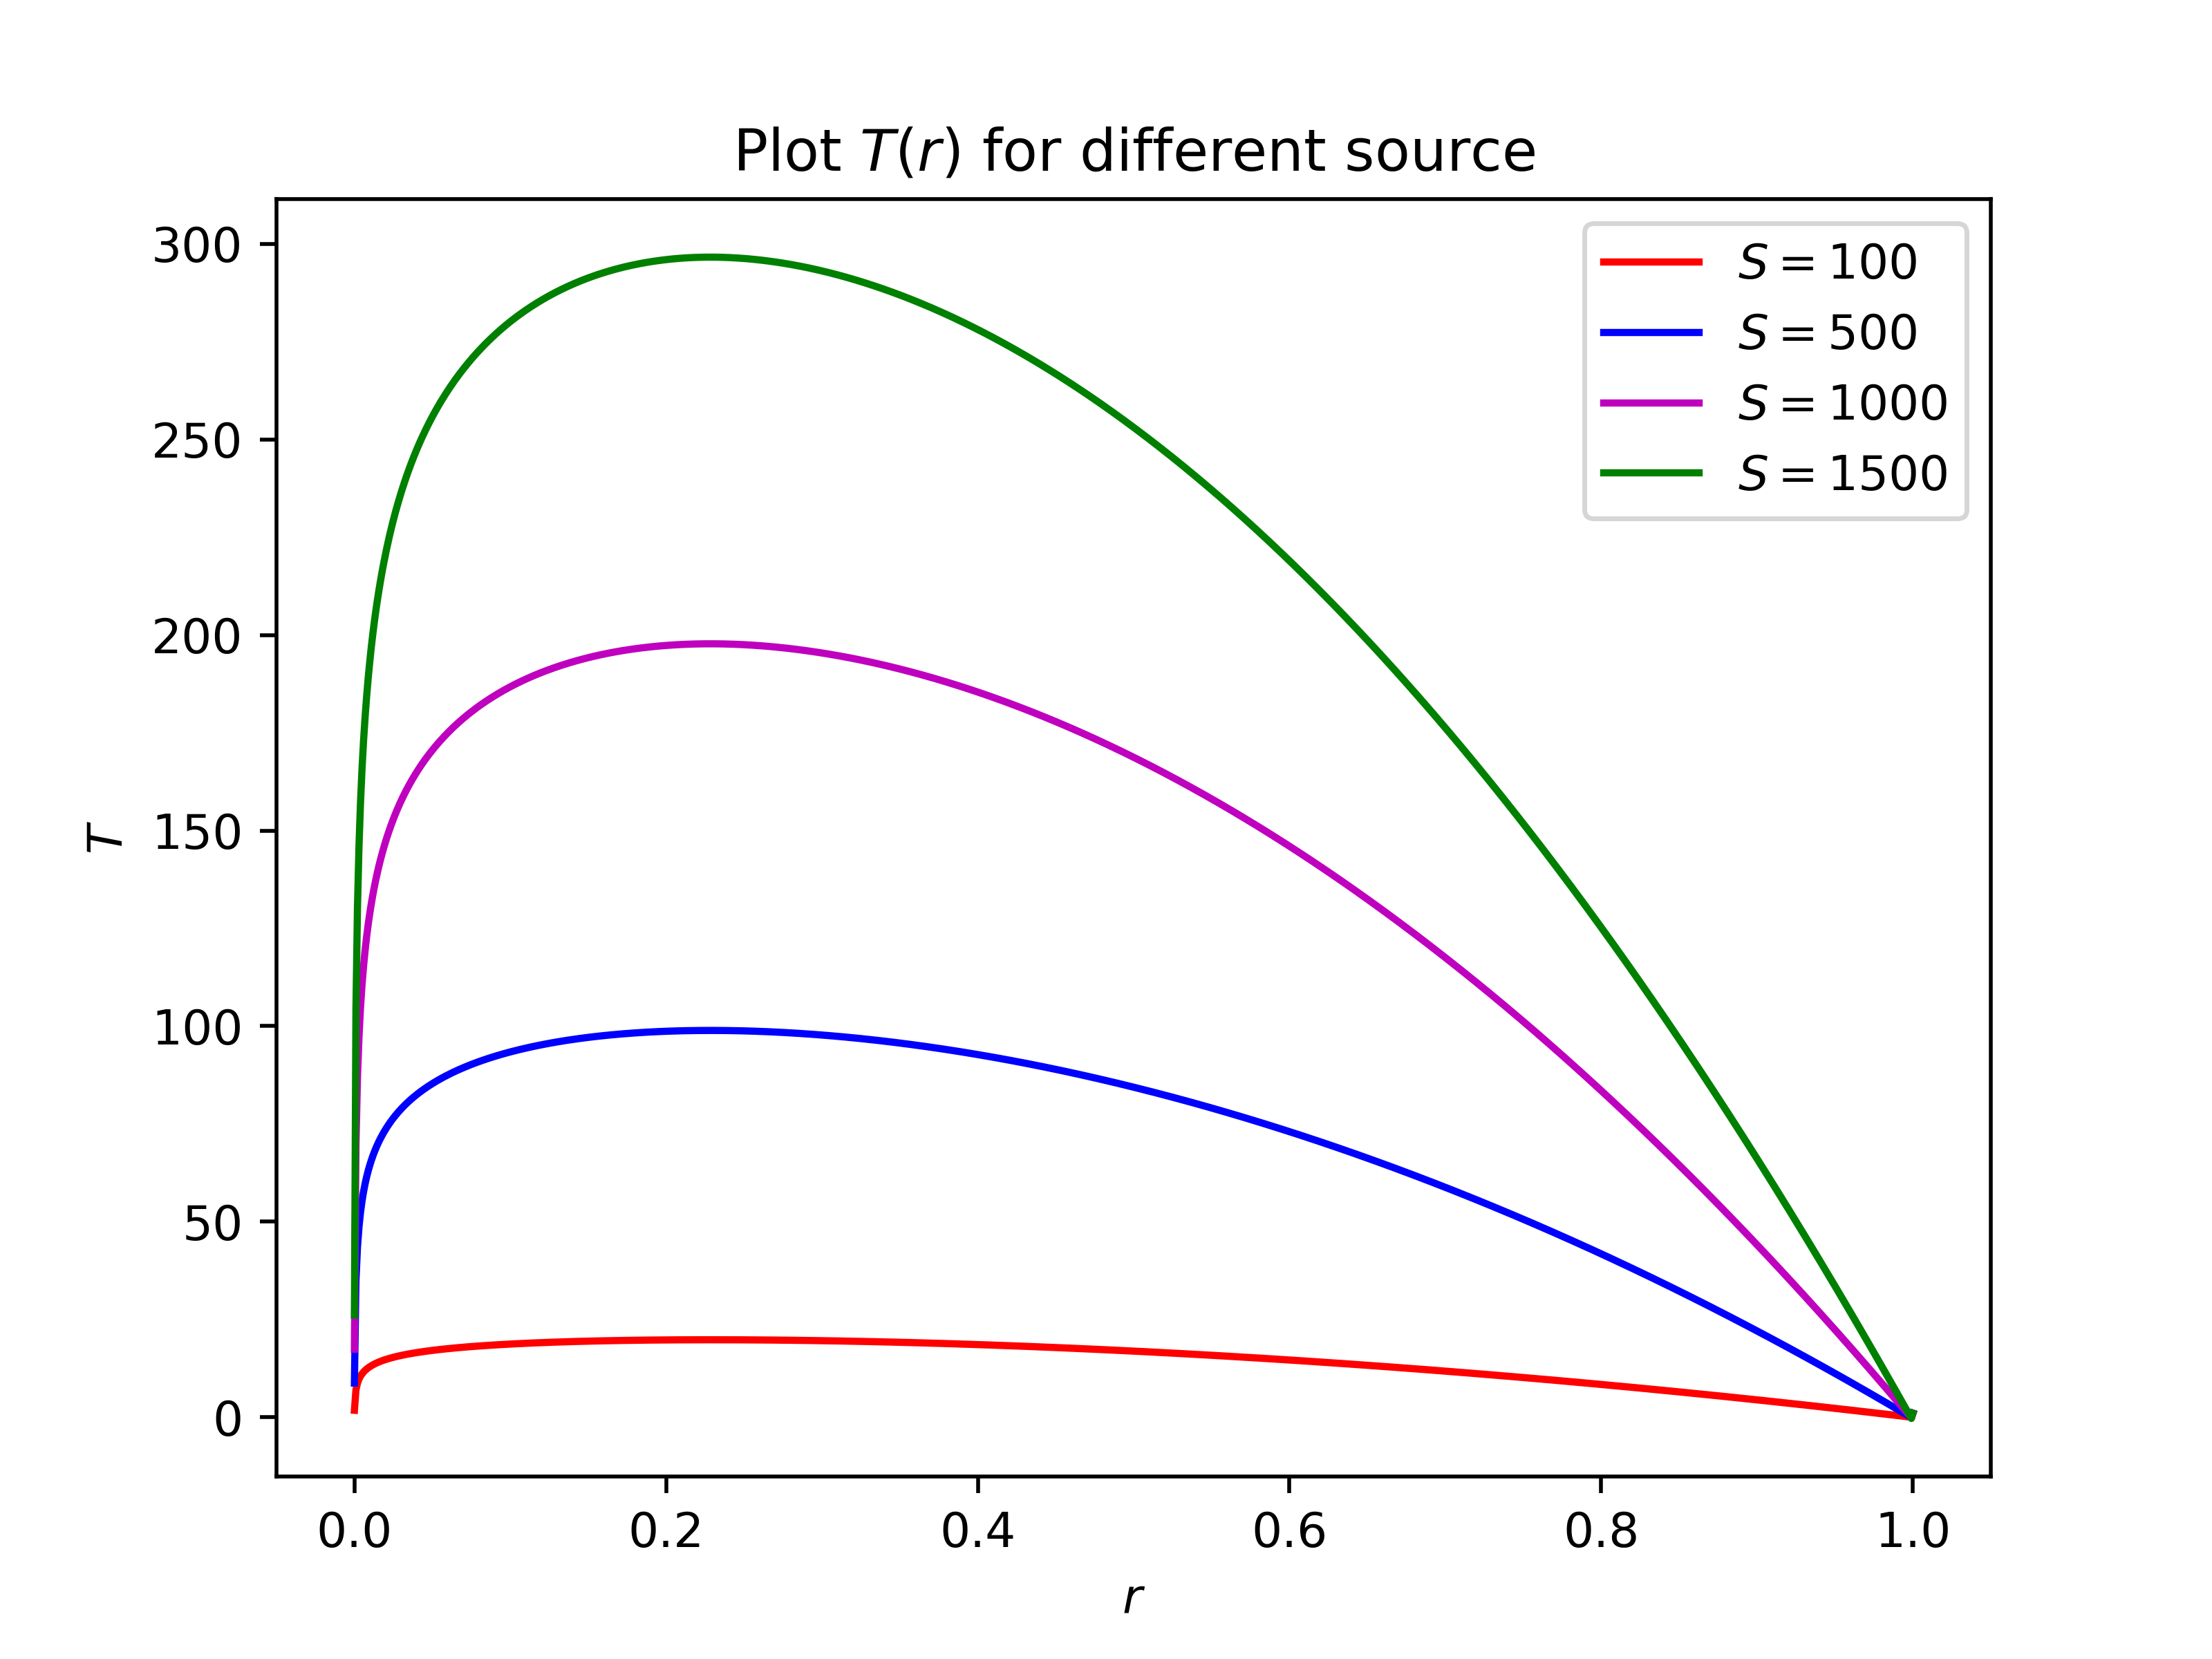 Plot T(r) for different source
300
250
200
150
100
50
0
T
S = 100
S = 500
S = 1000
S = 1500
0.0 0.2 0.4 0.6 0.8 1.0
r